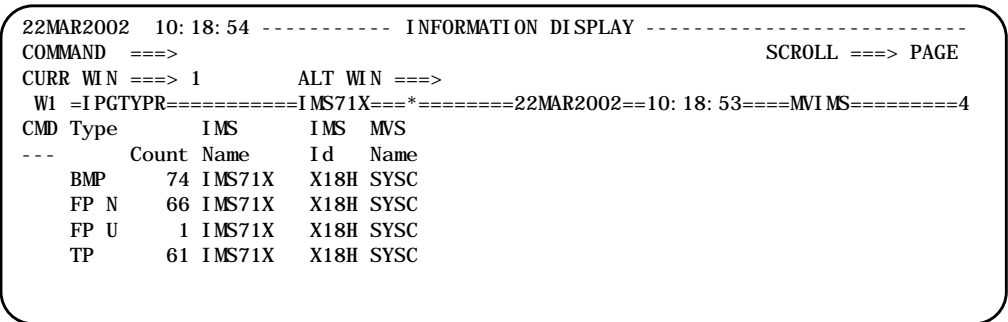 22MAR2002  10:18:54 ----------- INFORMATION DISPLAY ---------------------------
COMMAND  ===>                                                 SCROLL ===> PAGE
CURR WIN ===> 1        ALT WIN ===>
 W1 =IPGTYPR===========IMS71X===*========22MAR2002==10:18:53====MVIMS=========4
CMD Type       IMS      IMS  MVS
---      Count Name     Id   Name
    BMP     74 IMS71X   X18H SYSC
    FP N    66 IMS71X   X18H SYSC
    FP U     1 IMS71X   X18H SYSC
    TP      61 IMS71X   X18H SYSC